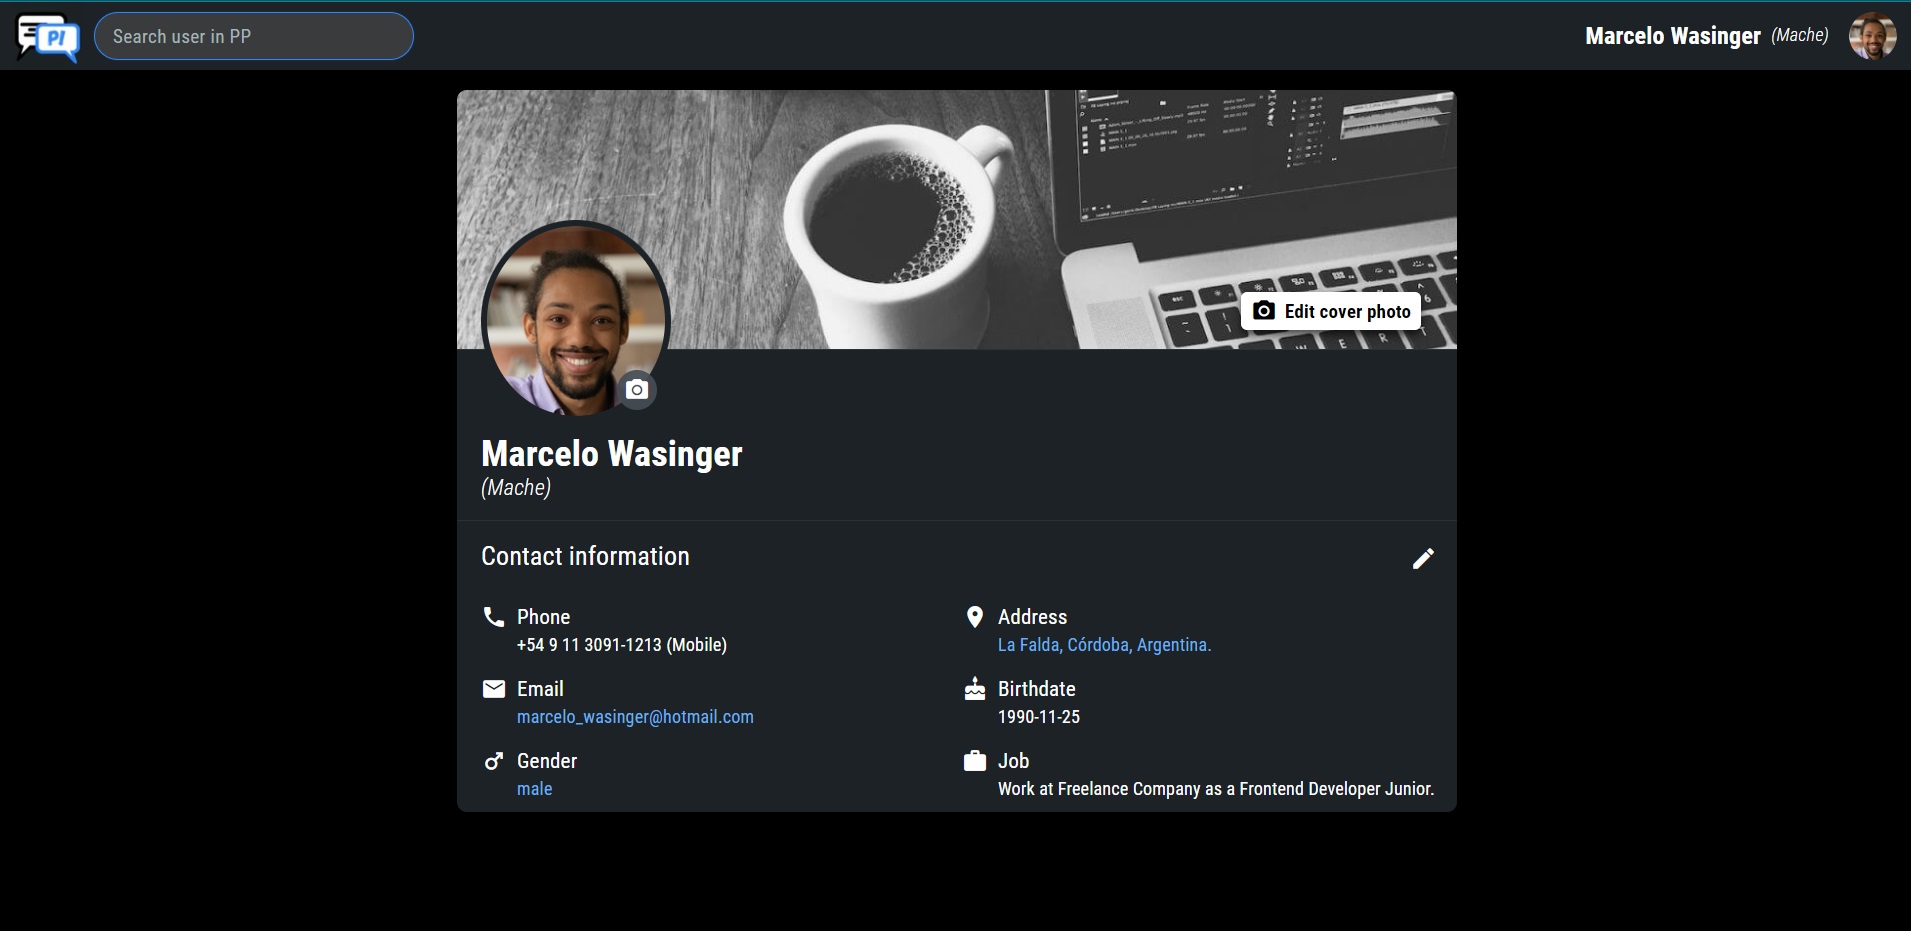 PI
Search user in PP
Marcelo Wasinger (Mache)
Edit cover photo
Marcelo Wasinger
(Mache)
Contact information
Phone
+54 9 11 3091-1213 (Mobile)
Address
La Falda, Córdoba, Argentina.
Email
marcelo_wasinger@hotmail.com
Birthdate
1990-11-25
Gender
male
Job
Work at Freelance Company as a Frontend Developer Junior.